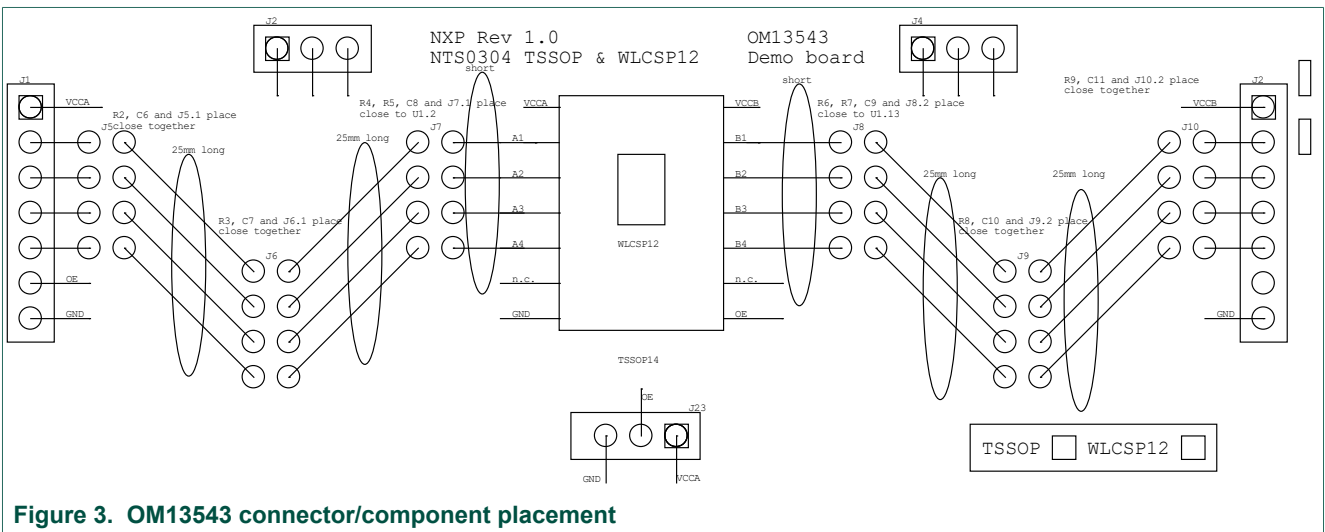 J2
J4
NXP Rev 1.0
NTS0304 TSSOP & WLCSP12
OM13543
Demo board
J1
VCCA
R2, C6 and J5.1 place
close together
J5
25mm long
R4, R5, C8 and J7.1 place
close to U1.2
J7
25mm long
short
VCCA
A1
A2
A3
A4
n.c.
GND
WLCSP12
VCCB
B1
B2
B3
B4
n.c.
OE
short
R6, R7, C9 and J8.2 place
close to U1.13
J8
25mm long
25mm long
R9, C11 and J10.2 place
close together
J10
J2
VCCB
GND
R3, C7 and J6.1 place
close together
J6
R8, C10 and J9.2 place
close together
J9
OE
GND
TSSOP14
OE
J23
GND
VCCA
TSSOP
WLCSP12
Figure 3. OM13543 connector/component placement